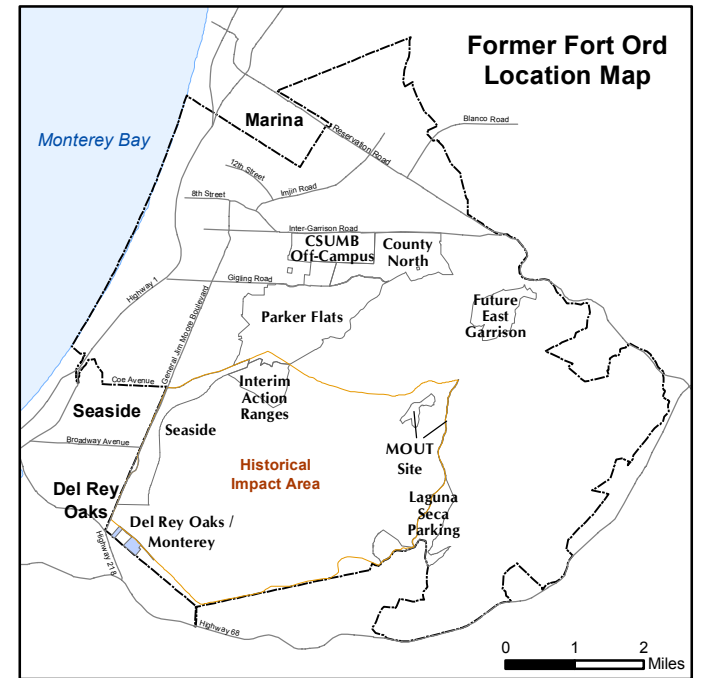 Former Fort Ord
Location Map
Marina
Monterey Bay
Blanco Road
Reservation Road
12th Street
Imjin Road
8th Street
Inter-Garrison Road
CSUMB
Off-Campus
County
North
Gigling Road
Highway 1
General Jim Moore Boulevard
Parker Flats
Future
East
Garrison
Coe Avenue
Interim
Action
Ranges
Seaside
Seaside
Broadway Avenue
MOUT
Site
Historical
Impact Area
Del Rey
Oaks
Laguna
Seca
Parking
Del Rey Oaks /
Monterey
Highway 218
Highway 68
0 1 2
Miles